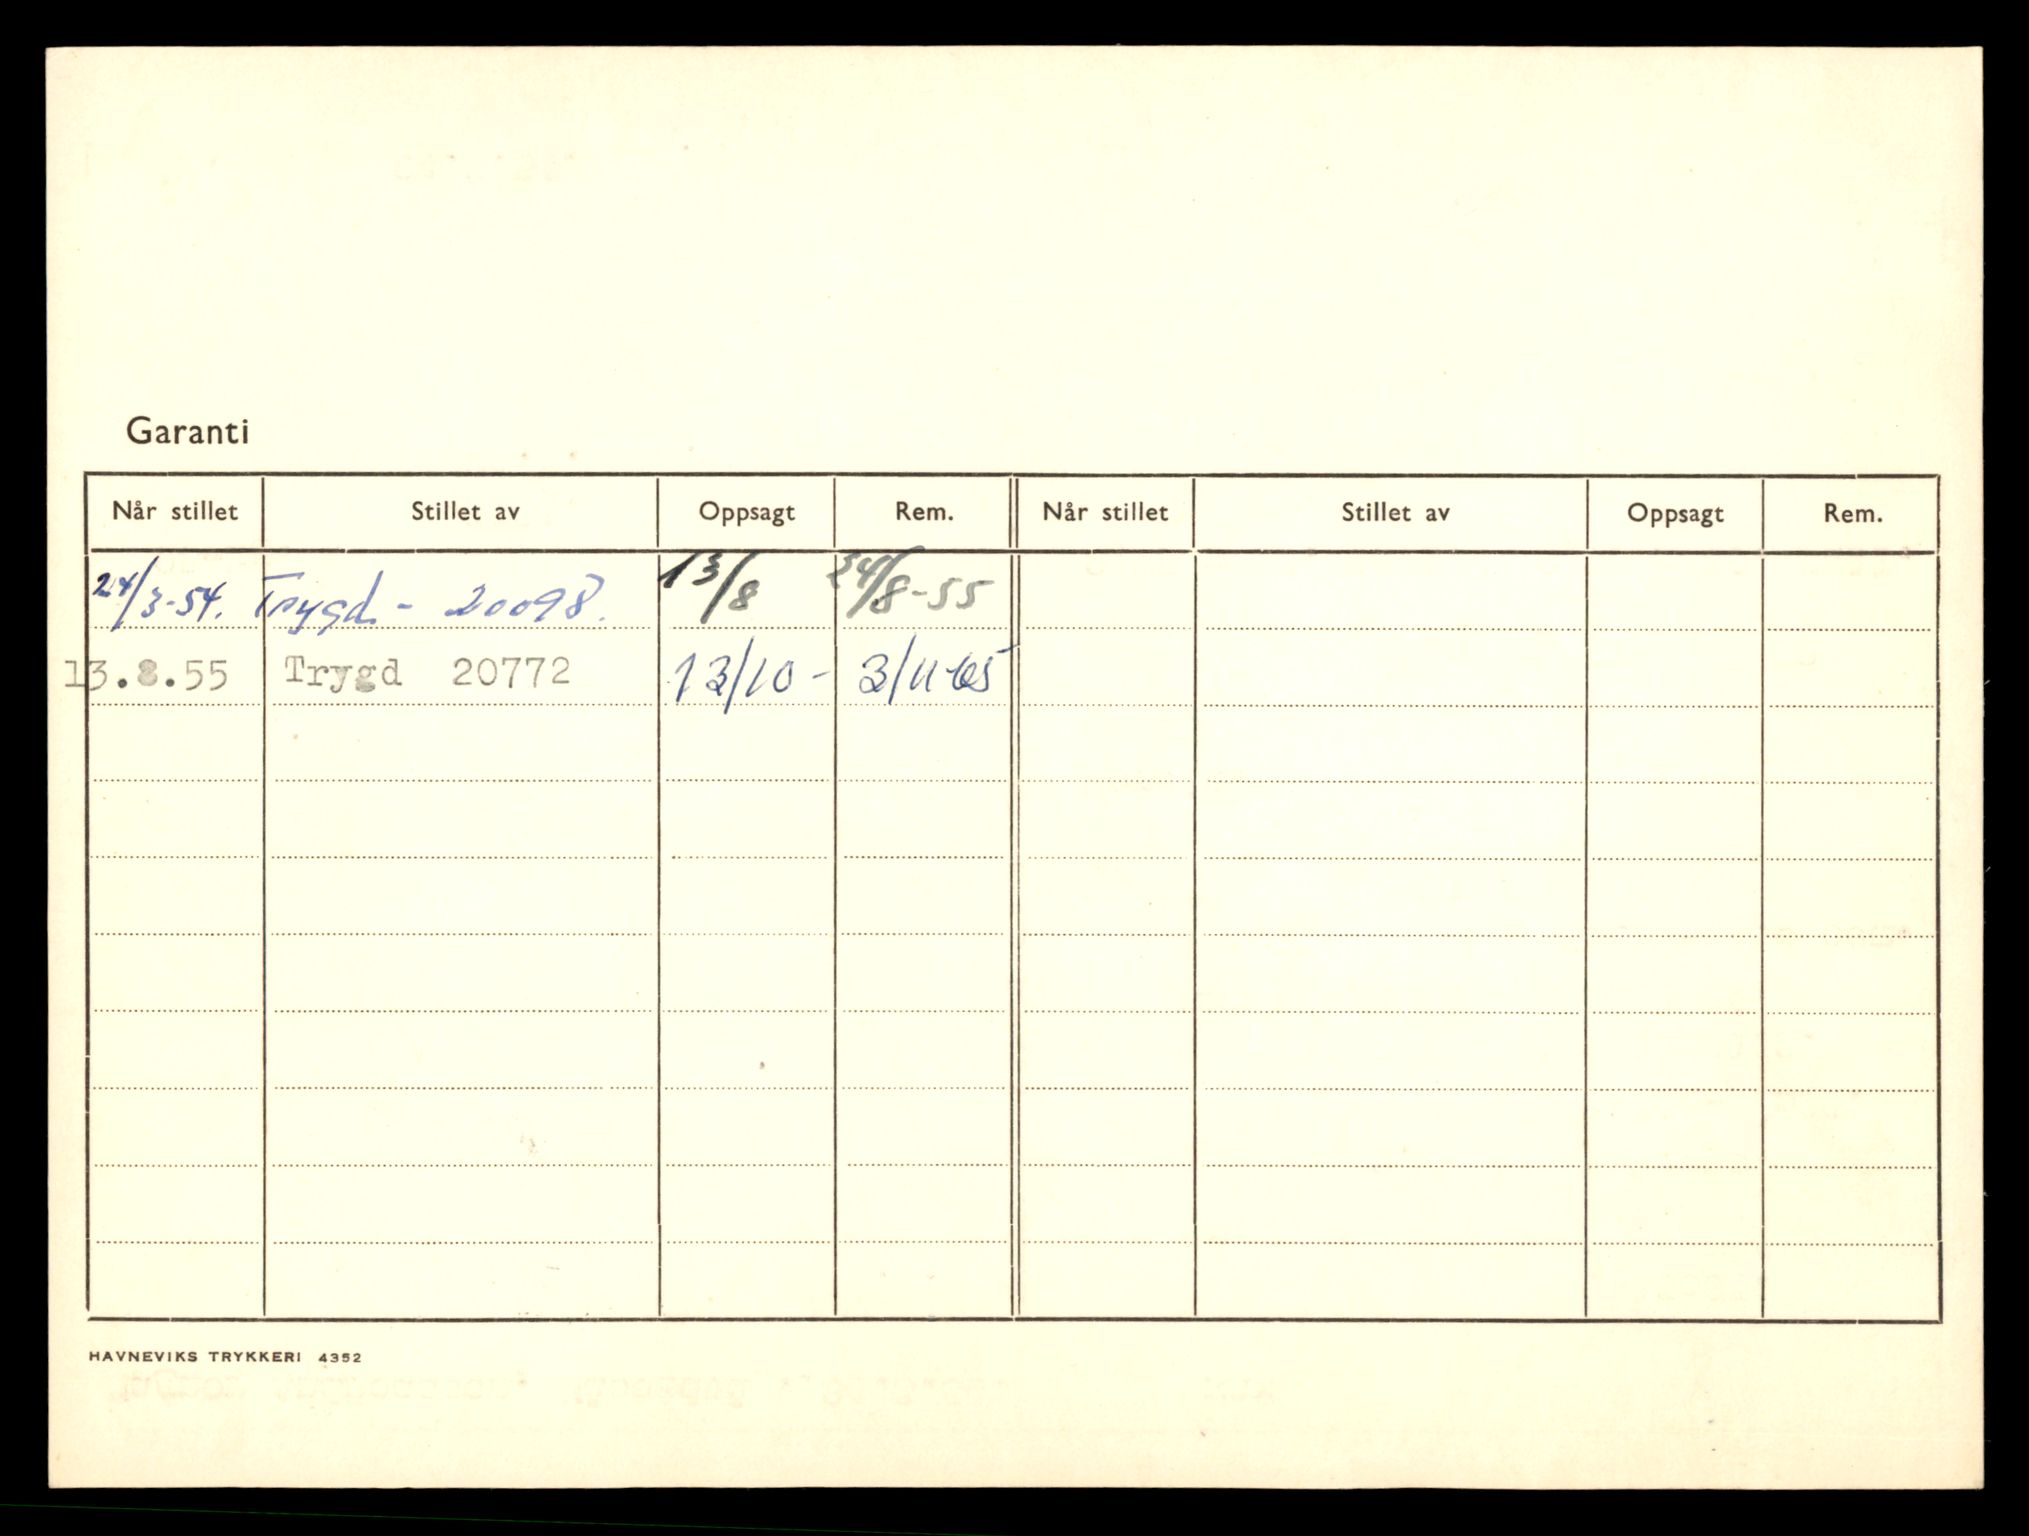 Garanti
Når stillet Stillet av Oppsagt Rem. Når stillet Stillet av Oppsagt Rem.
24/3-54. Trygd - 20098. 13/8 24/8-55
13.8.55 Trygd 20772 13/10 - 3/11-65
HAVNEVIKS TRYKKERI 4352